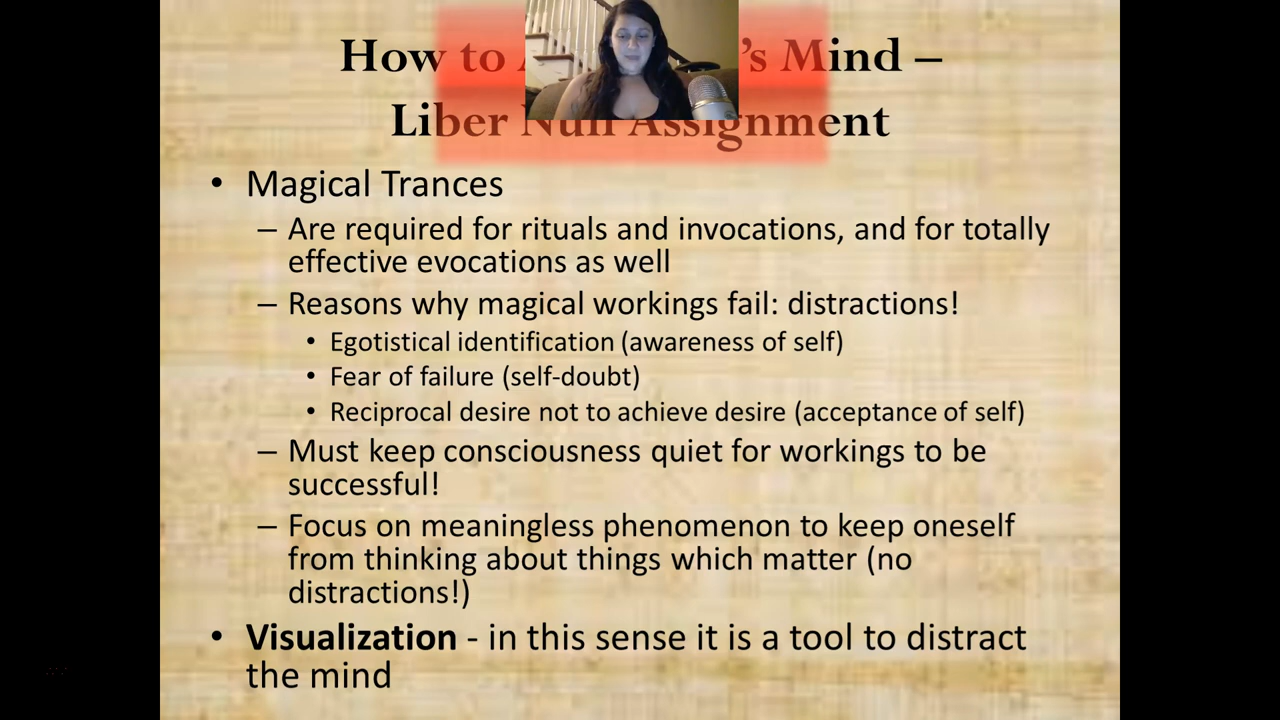 How to ’s Mind –
Liber Null Assignment
• Magical Trances
– Are required for rituals and invocations, and for totally
effective evocations as well
– Reasons why magical workings fail: distractions!
• Egotistical identification (awareness of self)
• Fear of failure (self-doubt)
• Reciprocal desire not to achieve desire (acceptance of self)
– Must keep consciousness quiet for workings to be
successful!
– Focus on meaningless phenomenon to keep oneself
from thinking about things which matter (no
distractions!)
• Visualization - in this sense it is a tool to distract
the mind